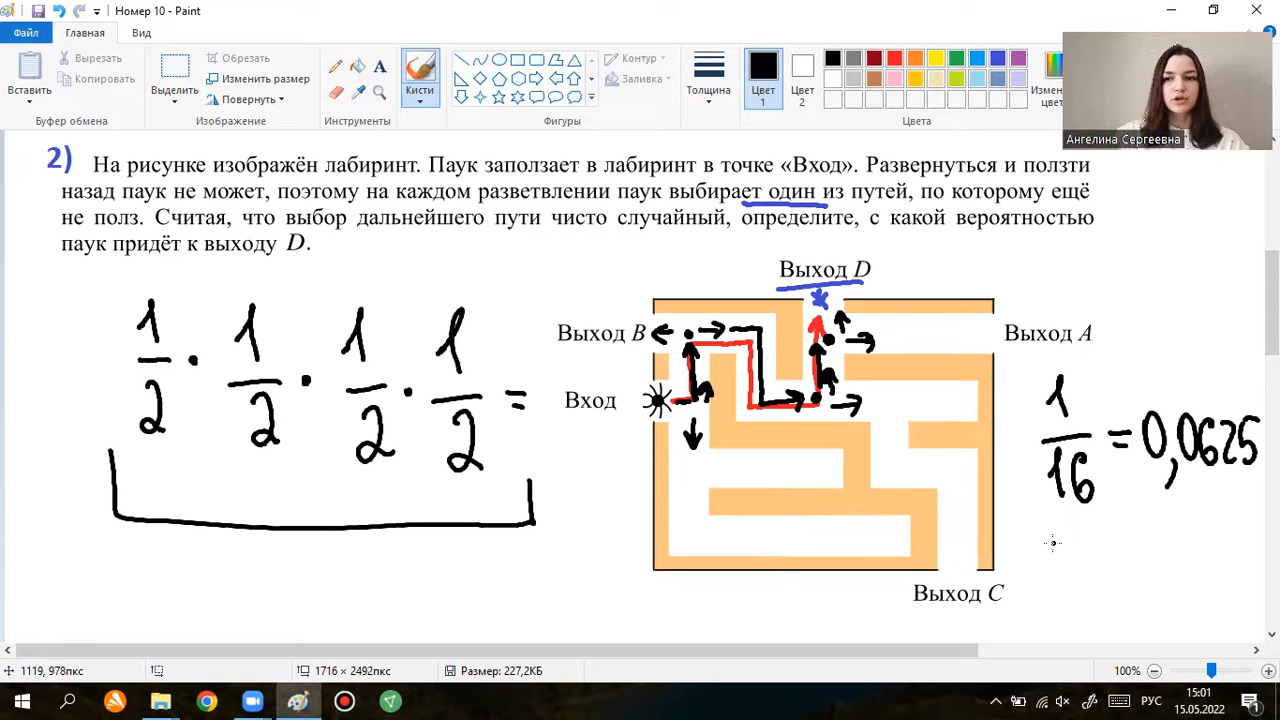 Номер 10 - Paint
Файл
Главная
Вид
Вставить
Вырезать
Копировать
Буфер обмена
Выделить
Обрезать
Изменить размер
Повернуть
Изображение
Инструменты
Кисти
Контур
Заливка
Фигуры
Толщина
Цвет 1
Цвет 2
Цвета
Ангелина Сергеевна
2) На рисунке изображён лабиринт. Паук заползает в лабиринт в точке «Вход». Развернуться и ползти
назад паук не может, поэтому на каждом разветвлении паук выбирает один из путей, по которому ещё
не полз. Считая, что выбор дальнейшего пути чисто случайный, определите, с какой вероятностью
паук придёт к выходу D.
Выход D
Выход B
Выход A
Вход
Выход C
1/2 · 1/2 · 1/2 · 1/2 =
1/16 = 0,0625
1119, 978пкс
1716 × 2492пкс
Размер: 227,2КБ
100%
РУС
15:01
15.05.2022